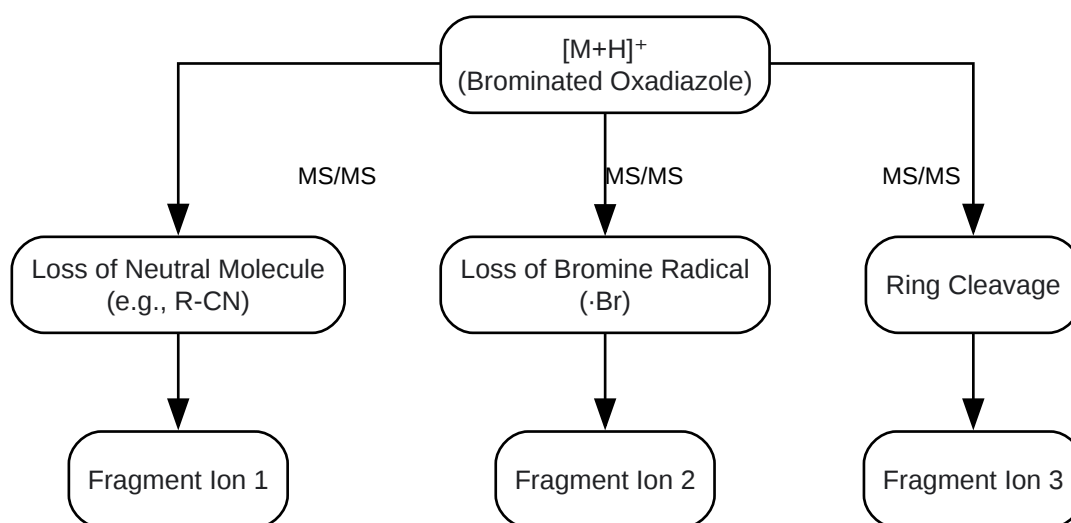 [M+H]⁺
(Brominated Oxadiazole)
MS/MS
MS/MS
MS/MS
Loss of Neutral Molecule
(e.g., R-CN)
Loss of Bromine Radical
(·Br)
Ring Cleavage
Fragment Ion 1
Fragment Ion 2
Fragment Ion 3